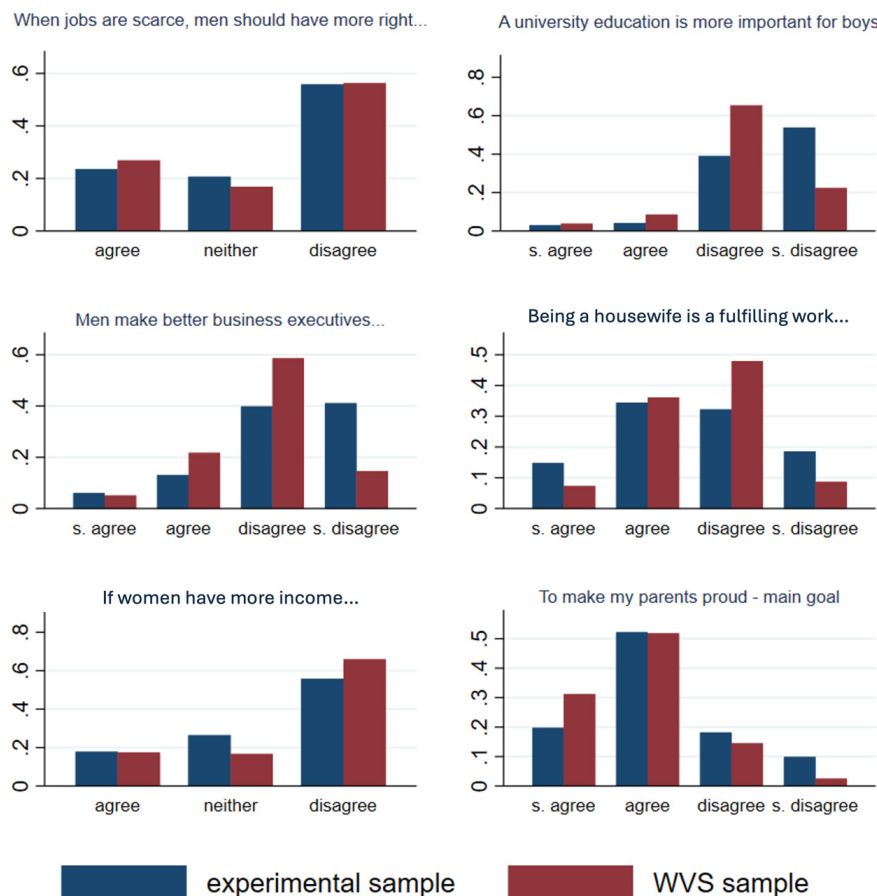 When jobs are scarce, men should have more right...
.6
.4
.2
0
agree neither disagree
A university education is more important for boys
.8
.6
.4
.2
0
s. agree agree disagree s. disagree
Men make better business executives...
.6
.4
.2
0
s. agree agree disagree s. disagree
Being a housewife is a fulfilling work...
.5
.4
.3
.2
.1
0
s. agree agree disagree s. disagree
If women have more income...
.8
.6
.4
.2
0
agree neither disagree
To make my parents proud - main goal
.5
.4
.3
.2
.1
0
s. agree agree disagree s. disagree
experimental sample WVS sample